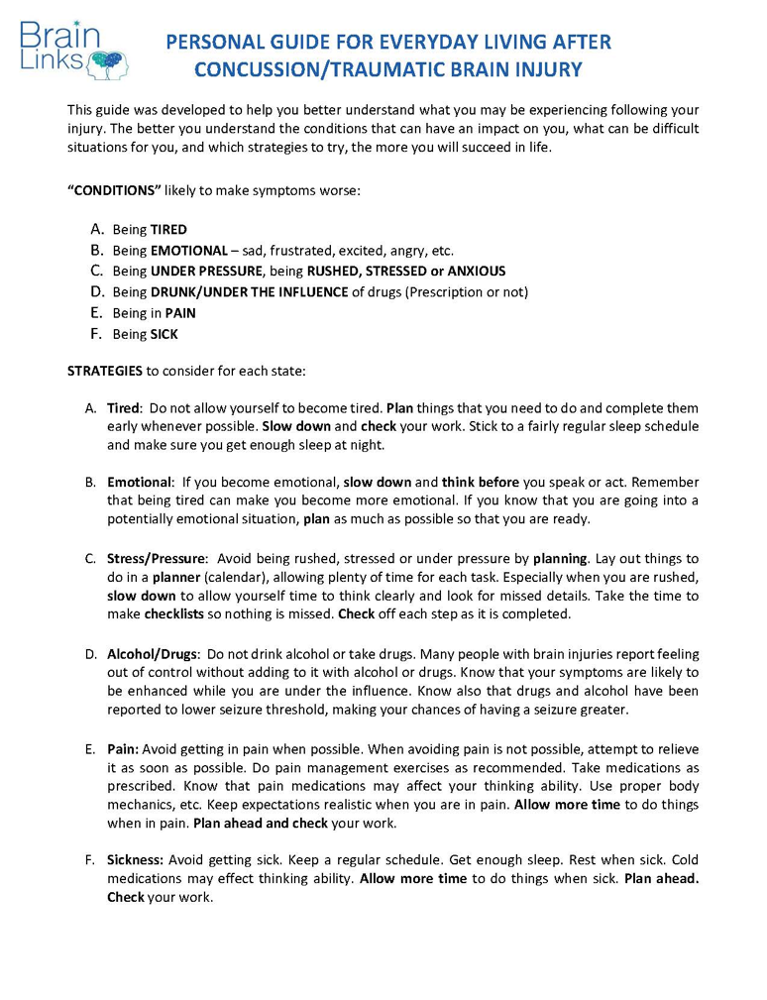 Brain
Links
PERSONAL GUIDE FOR EVERYDAY LIVING AFTER
CONCUSSION/TRAUMATIC BRAIN INJURY
This guide was developed to help you better understand what you may be experiencing following your
injury. The better you understand the conditions that can have an impact on you, what can be difficult
situations for you, and which strategies to try, the more you will succeed in life.
“CONDITIONS” likely to make symptoms worse:
A. Being TIRED
B. Being EMOTIONAL – sad, frustrated, excited, angry, etc.
C. Being UNDER PRESSURE, being RUSHED, STRESSED or ANXIOUS
D. Being DRUNK/UNDER THE INFLUENCE of drugs (Prescription or not)
E. Being in PAIN
F. Being SICK
STRATEGIES to consider for each state:
A. Tired: Do not allow yourself to become tired. Plan things that you need to do and complete them
early whenever possible. Slow down and check your work. Stick to a fairly regular sleep schedule
and make sure you get enough sleep at night.
B. Emotional: If you become emotional, slow down and think before you speak or act. Remember
that being tired can make you become more emotional. If you know that you are going into a
potentially emotional situation, plan as much as possible so that you are ready.
C. Stress/Pressure: Avoid being rushed, stressed or under pressure by planning. Lay out things to
do in a planner (calendar), allowing plenty of time for each task. Especially when you are rushed,
slow down to allow yourself time to think clearly and look for missed details. Take the time to
make checklists so nothing is missed. Check off each step as it is completed.
D. Alcohol/Drugs: Do not drink alcohol or take drugs. Many people with brain injuries report feeling
out of control without adding to it with alcohol or drugs. Know that your symptoms are likely to
be enhanced while you are under the influence. Know also that drugs and alcohol have been
reported to lower seizure threshold, making your chances of having a seizure greater.
E. Pain: Avoid getting in pain when possible. When avoiding pain is not possible, attempt to relieve
it as soon as possible. Do pain management exercises as recommended. Take medications as
prescribed. Know that pain medications may affect your thinking ability. Use proper body
mechanics, etc. Keep expectations realistic when you are in pain. Allow more time to do things
when in pain. Plan ahead and check your work.
F. Sickness: Avoid getting sick. Keep a regular schedule. Get enough sleep. Rest when sick. Cold
medications may effect thinking ability. Allow more time to do things when sick. Plan ahead.
Check your work.